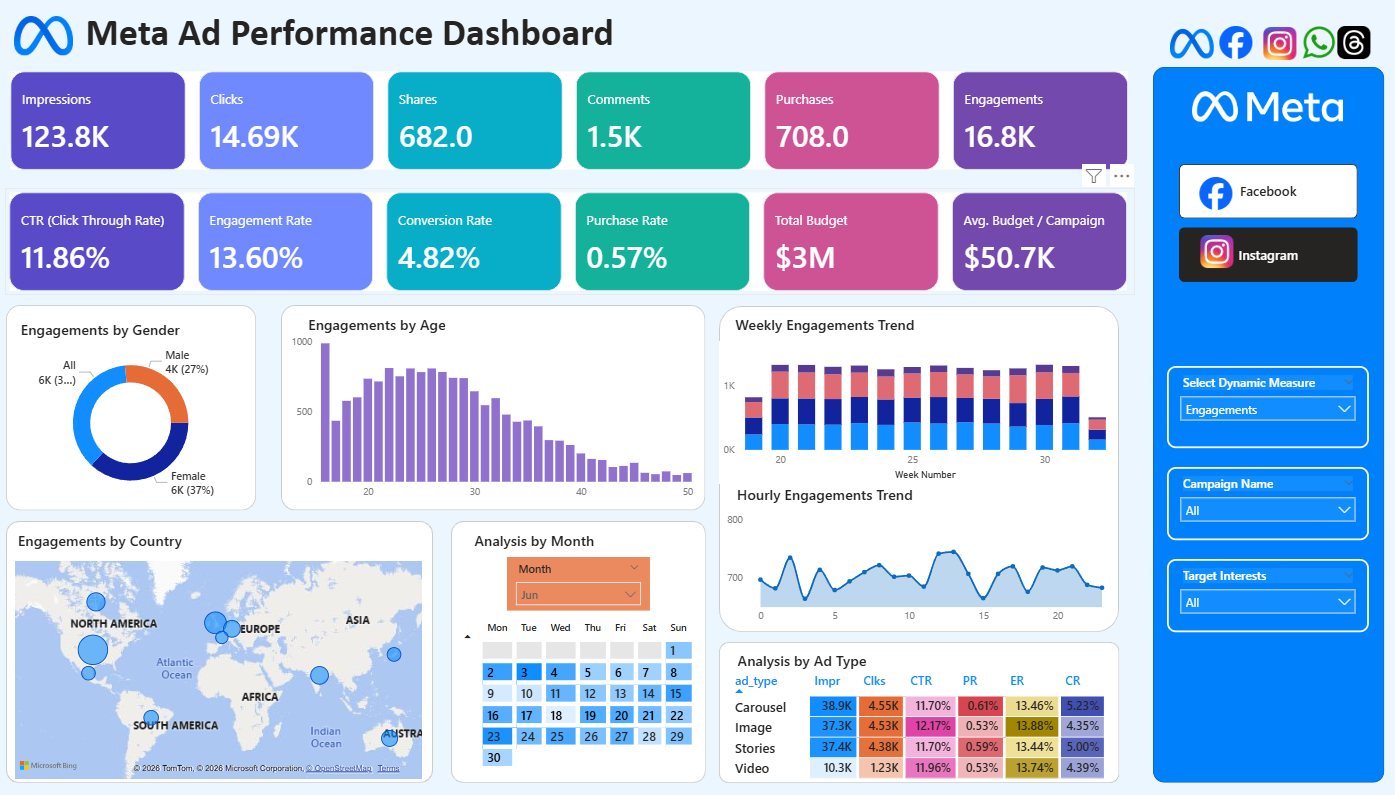 Meta Ad Performance Dashboard
Impressions
123.8K
Clicks
14.69K
Shares
682.0
Comments
1.5K
Purchases
708.0
Engagements
16.8K
CTR (Click Through Rate)
11.86%
Engagement Rate
13.60%
Conversion Rate
4.82%
Purchase Rate
0.57%
Total Budget
$3M
Avg. Budget / Campaign
$50.7K
Meta
Facebook
Instagram
Select Dynamic Measure
Engagements
Campaign Name
All
Target Interests
All
Engagements by Gender
All
6K (3...)
Male
4K (27%)
Female
6K (37%)
Engagements by Age
1000
500
0
20 30 40 50
Weekly Engagements Trend
1K
0K
20 25 30
Week Number
Hourly Engagements Trend
800
700
0 5 10 15 20
Engagements by Country
NORTH AMERICA
EUROPE
ASIA
Atlantic
Ocean
AFRICA
SOUTH AMERICA
Indian
Ocean
AUSTRA
Microsoft Bing
© 2026 TomTom, © 2026 Microsoft Corporation, © OpenStreetMap Terms
Analysis by Month
Month
Jun
Mon Tue Wed Thu Fri Sat Sun
1
2 3 4 5 6 7 8
9 10 11 12 13 14 15
16 17 18 19 20 21 22
23 24 25 26 27 28 29
30
Analysis by Ad Type
ad_type Impr Clks CTR PR ER CR
Carousel 38.9K 4.55K 11.70% 0.61% 13.46% 5.23%
Image 37.3K 4.53K 12.17% 0.53% 13.88% 4.35%
Stories 37.4K 4.38K 11.70% 0.59% 13.44% 5.00%
Video 10.3K 1.23K 11.96% 0.53% 13.74% 4.39%